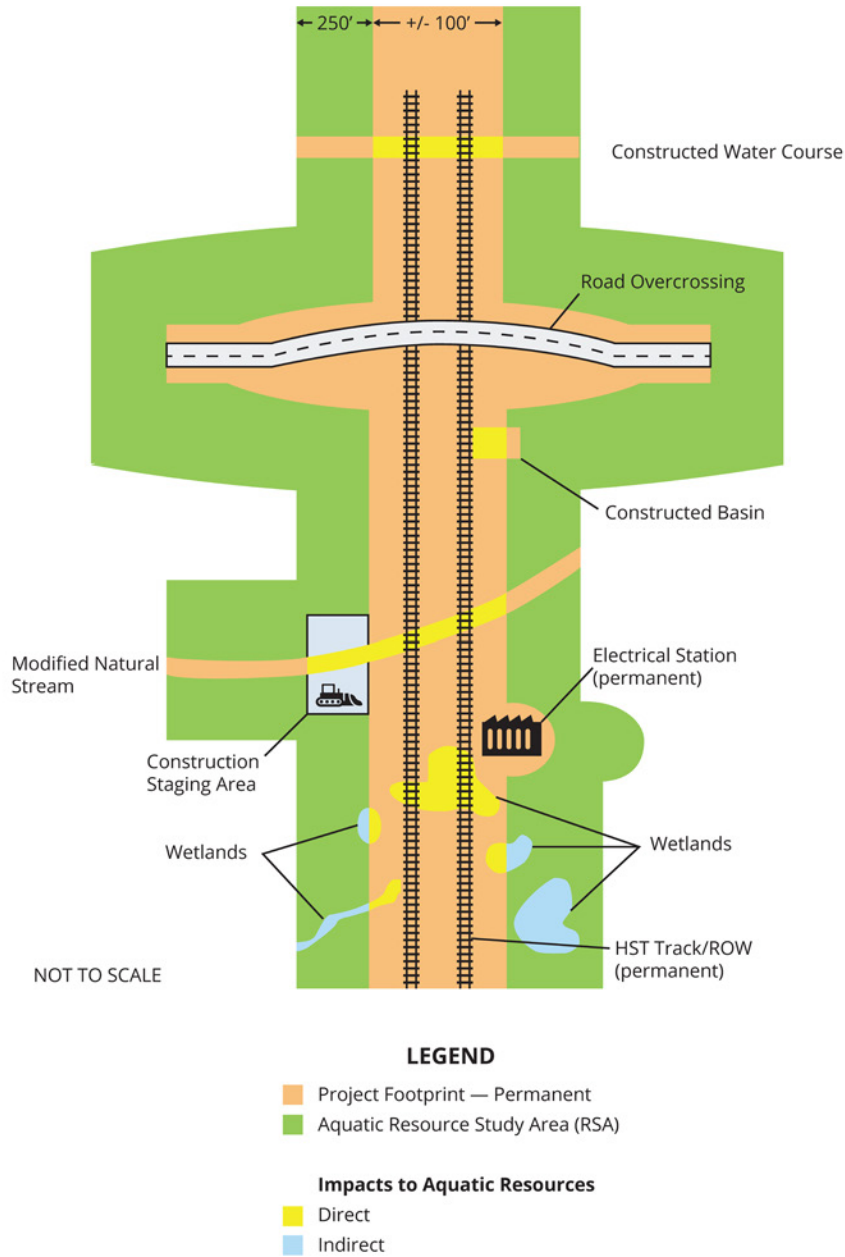 250’
+/- 100’
Constructed Water Course
Road Overcrossing
Constructed Basin
Modified Natural
Stream
Electrical Station
(permanent)
Construction
Staging Area
Wetlands
Wetlands
HST Track/ROW
(permanent)
NOT TO SCALE
LEGEND
Project Footprint — Permanent
Aquatic Resource Study Area (RSA)
Impacts to Aquatic Resources
Direct
Indirect